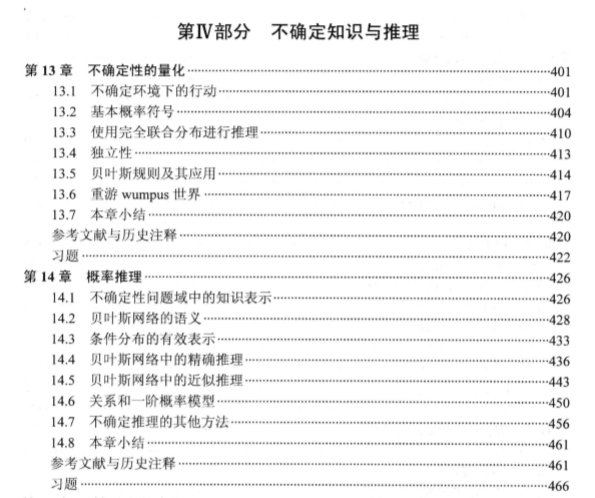 第Ⅳ部分 不确定知识与推理
第 13 章 不确定性的量化 401
13.1 不确定环境下的行动 401
13.2 基本概率符号 404
13.3 使用完全联合分布进行推理 410
13.4 独立性 413
13.5 贝叶斯规则及其应用 414
13.6 重游 wumpus 世界 417
13.7 本章小结 420
参考文献与历史注释 420
习题 422
第 14 章 概率推理 426
14.1 不确定性问题域中的知识表示 426
14.2 贝叶斯网络的语义 428
14.3 条件分布的有效表示 433
14.4 贝叶斯网络中的精确推理 436
14.5 贝叶斯网络中的近似推理 443
14.6 关系和一阶概率模型 450
14.7 不确定推理的其他方法 456
14.8 本章小结 461
参考文献与历史注释 461
习题 466